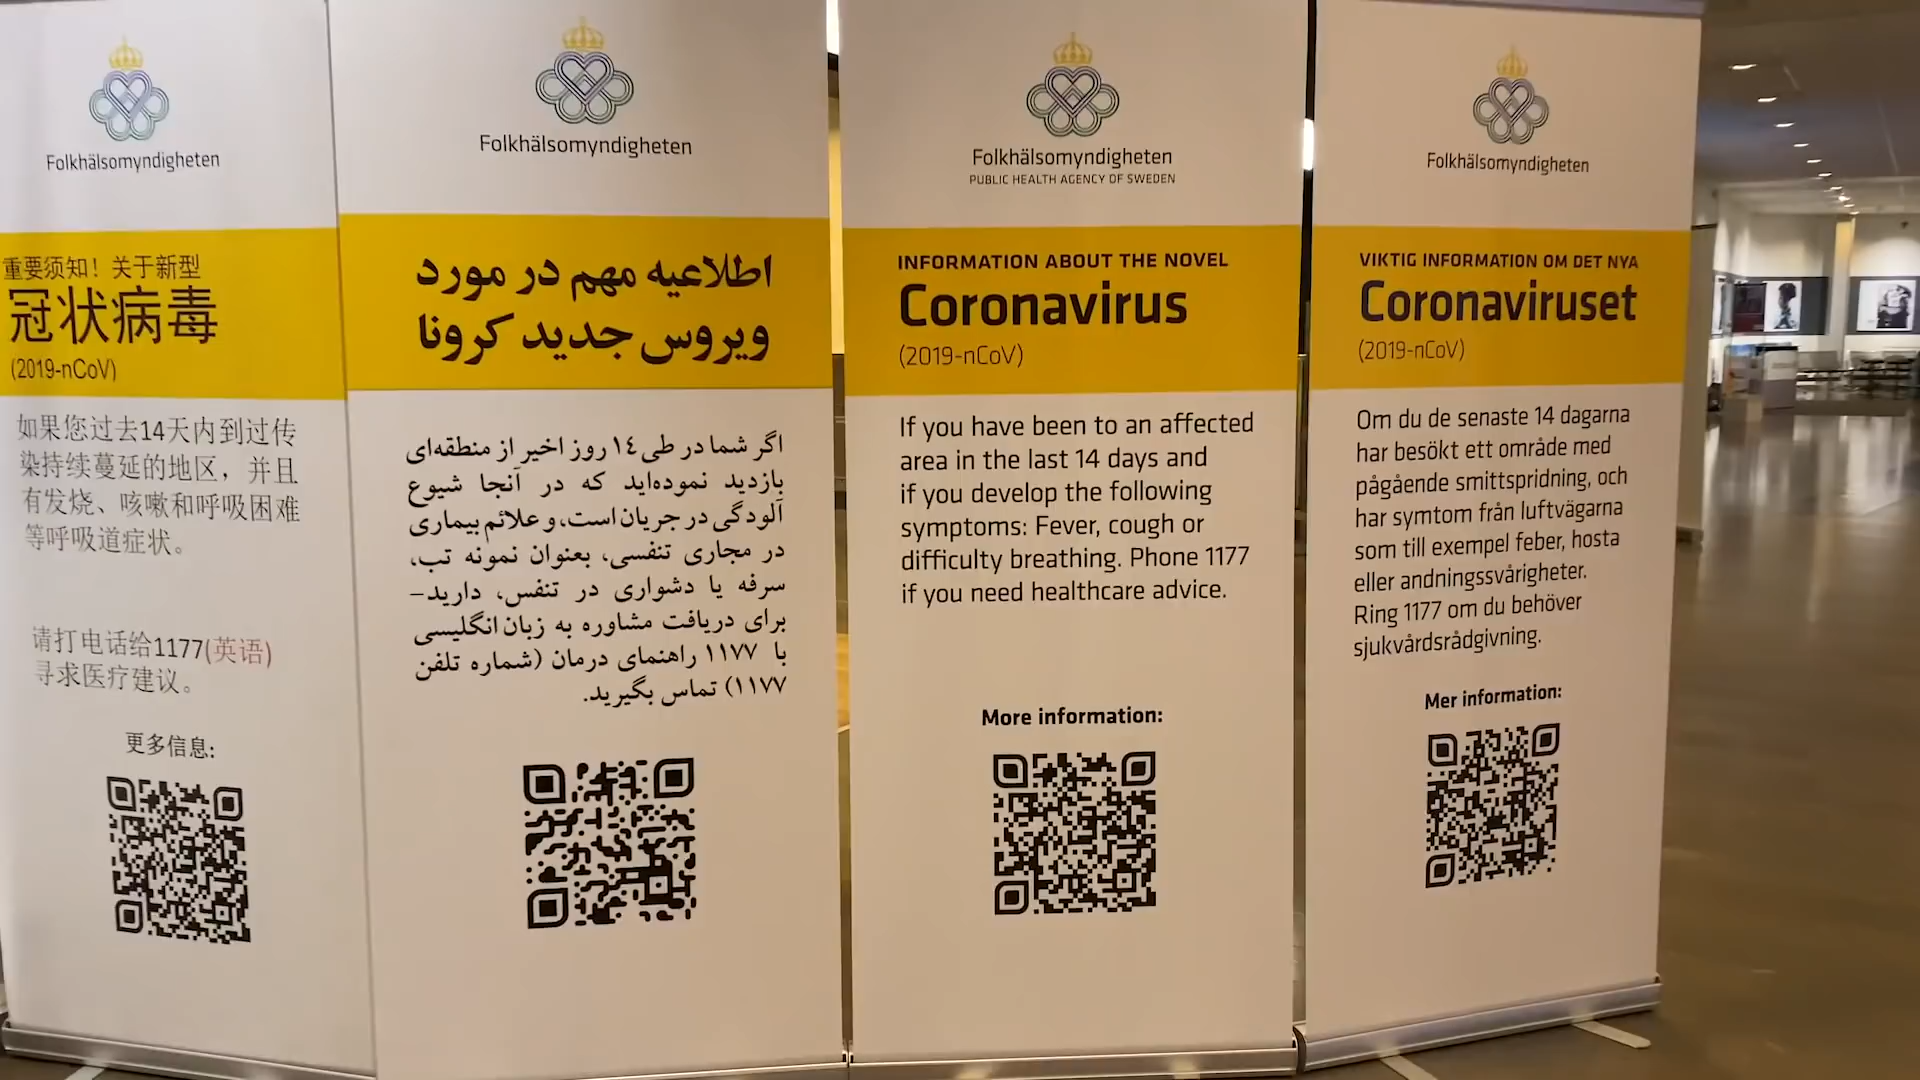 Folkhälsomyndigheten
重要须知！关于新型
冠状病毒
(2019-nCoV)
如果您过去14天内到过传
染持续蔓延的地区，并且
有发烧、咳嗽和呼吸困难
等呼吸道症状。
请打电话给1177(英语)
寻求医疗建议。
更多信息:
Folkhälsomyndigheten
اطلاعیه مهم در مورد
ویروس جدید کرونا
اگر شما در طی ١٤ روز اخیر از منطقه‌ای
بازدید نموده‌اید که در آنجا شیوع
آلودگی در جریان است، و علائم بیماری
در مجاری تنفسی، بعنوان نمونه تب،
سرفه یا دشواری در تنفس، دارید–
برای دریافت مشاوره به زبان انگلیسی
با ١١٧٧ راهنمای درمان (شماره تلفن
١١٧٧) تماس بگیرید.
Folkhälsomyndigheten
PUBLIC HEALTH AGENCY OF SWEDEN
INFORMATION ABOUT THE NOVEL
Coronavirus
(2019-nCoV)
If you have been to an affected
area in the last 14 days and
if you develop the following
symptoms: Fever, cough or
difficulty breathing. Phone 1177
if you need healthcare advice.
More information:
Folkhälsomyndigheten
VIKTIG INFORMATION OM DET NYA
Coronaviruset
(2019-nCoV)
Om du de senaste 14 dagarna
har besökt ett område med
pågående smittspridning, och
har symtom från luftvägarna
som till exempel feber, hosta
eller andningssvårigheter.
Ring 1177 om du behöver
sjukvårdsrådgivning.
Mer information: